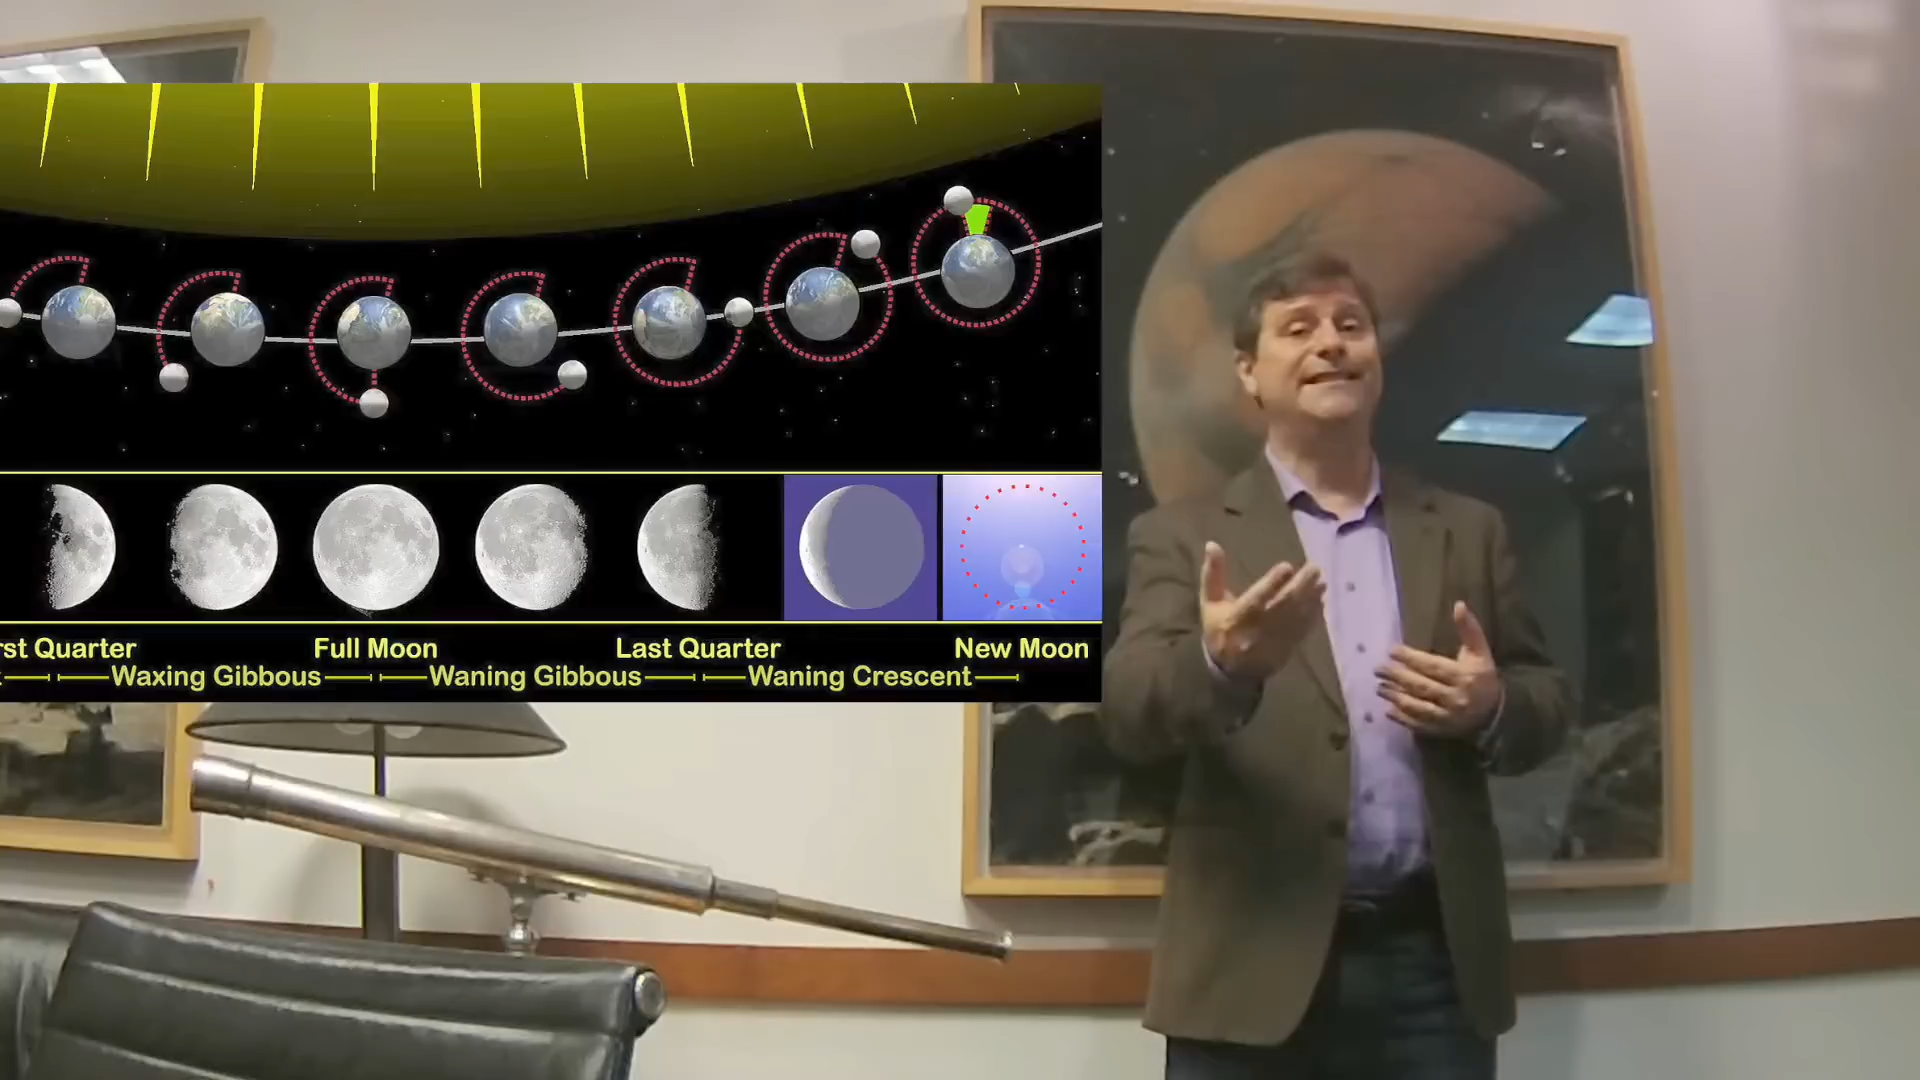 rst Quarter Full Moon Last Quarter New Moon
Waxing Gibbous Waning Gibbous Waning Crescent